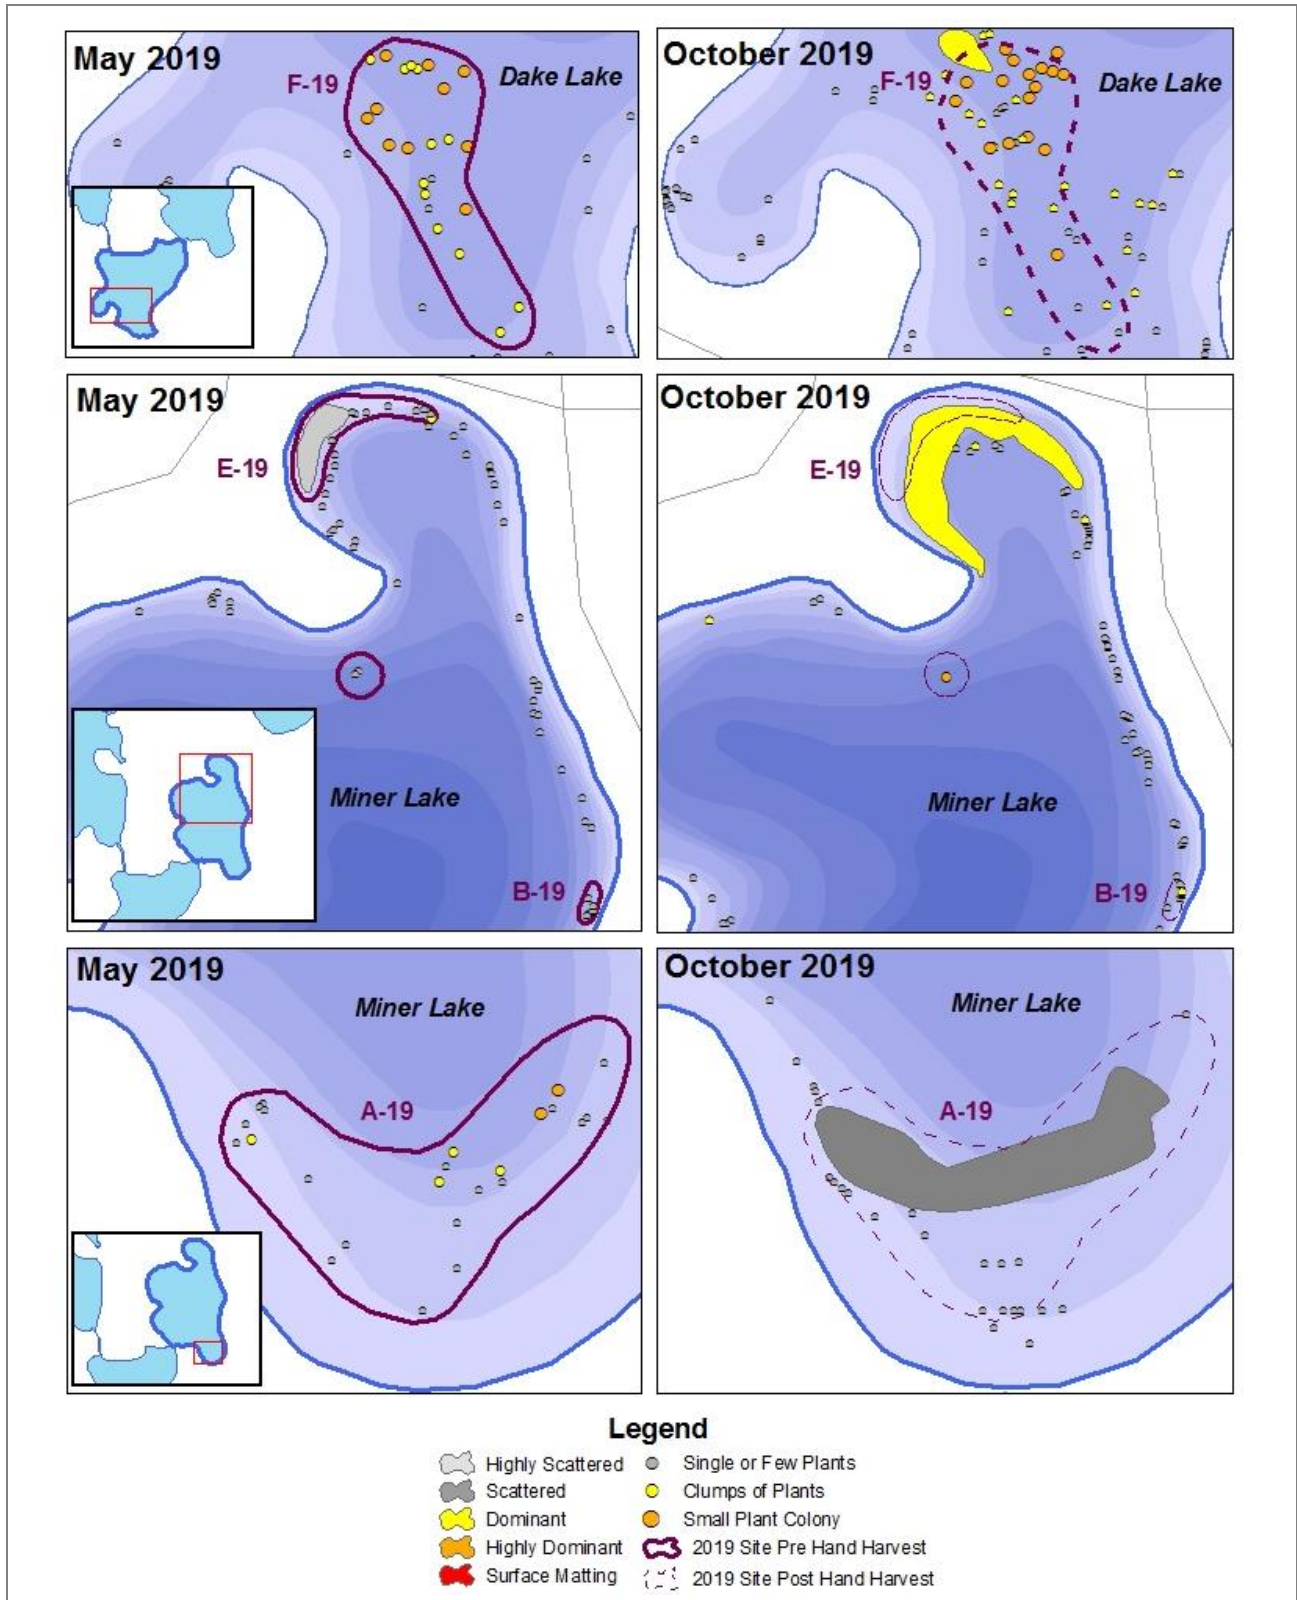 May 2019
F-19
Dake Lake
October 2019
F-19
Dake Lake
May 2019
E-19
Miner Lake
B-19
October 2019
E-19
Miner Lake
B-19
May 2019
Miner Lake
A-19
October 2019
Miner Lake
A-19
Legend
Highly Scattered
Scattered
Dominant
Highly Dominant
Surface Matting
Single or Few Plants
Clumps of Plants
Small Plant Colony
2019 Site Pre Hand Harvest
2019 Site Post Hand Harvest